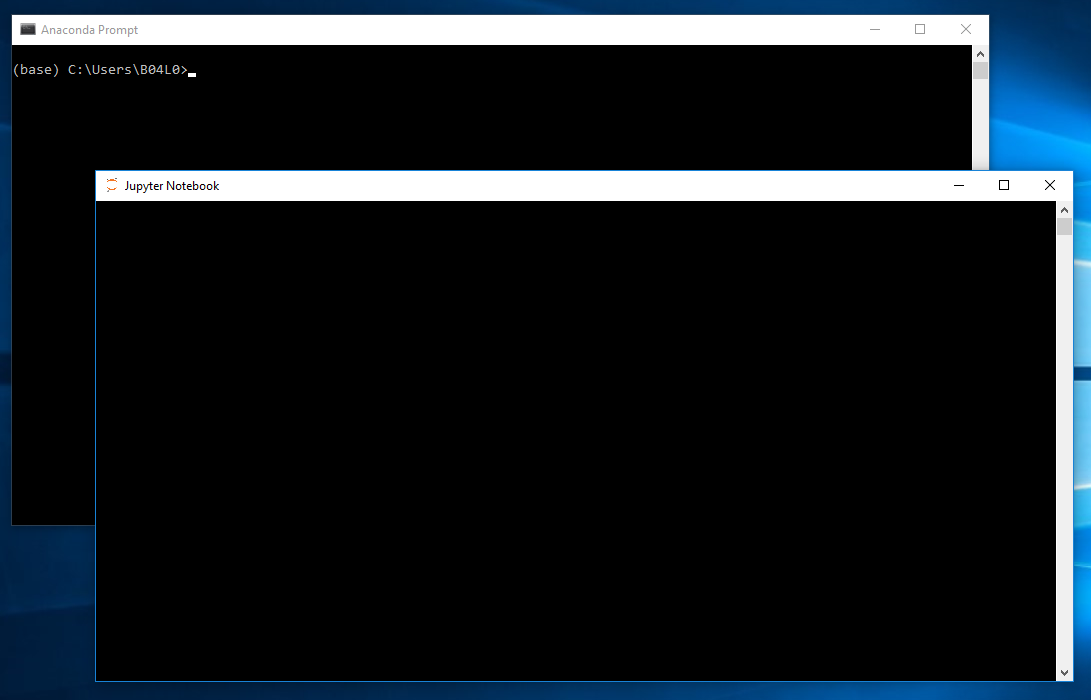 Anaconda Prompt
(base) C:\Users\B04L0>
Jupyter Notebook